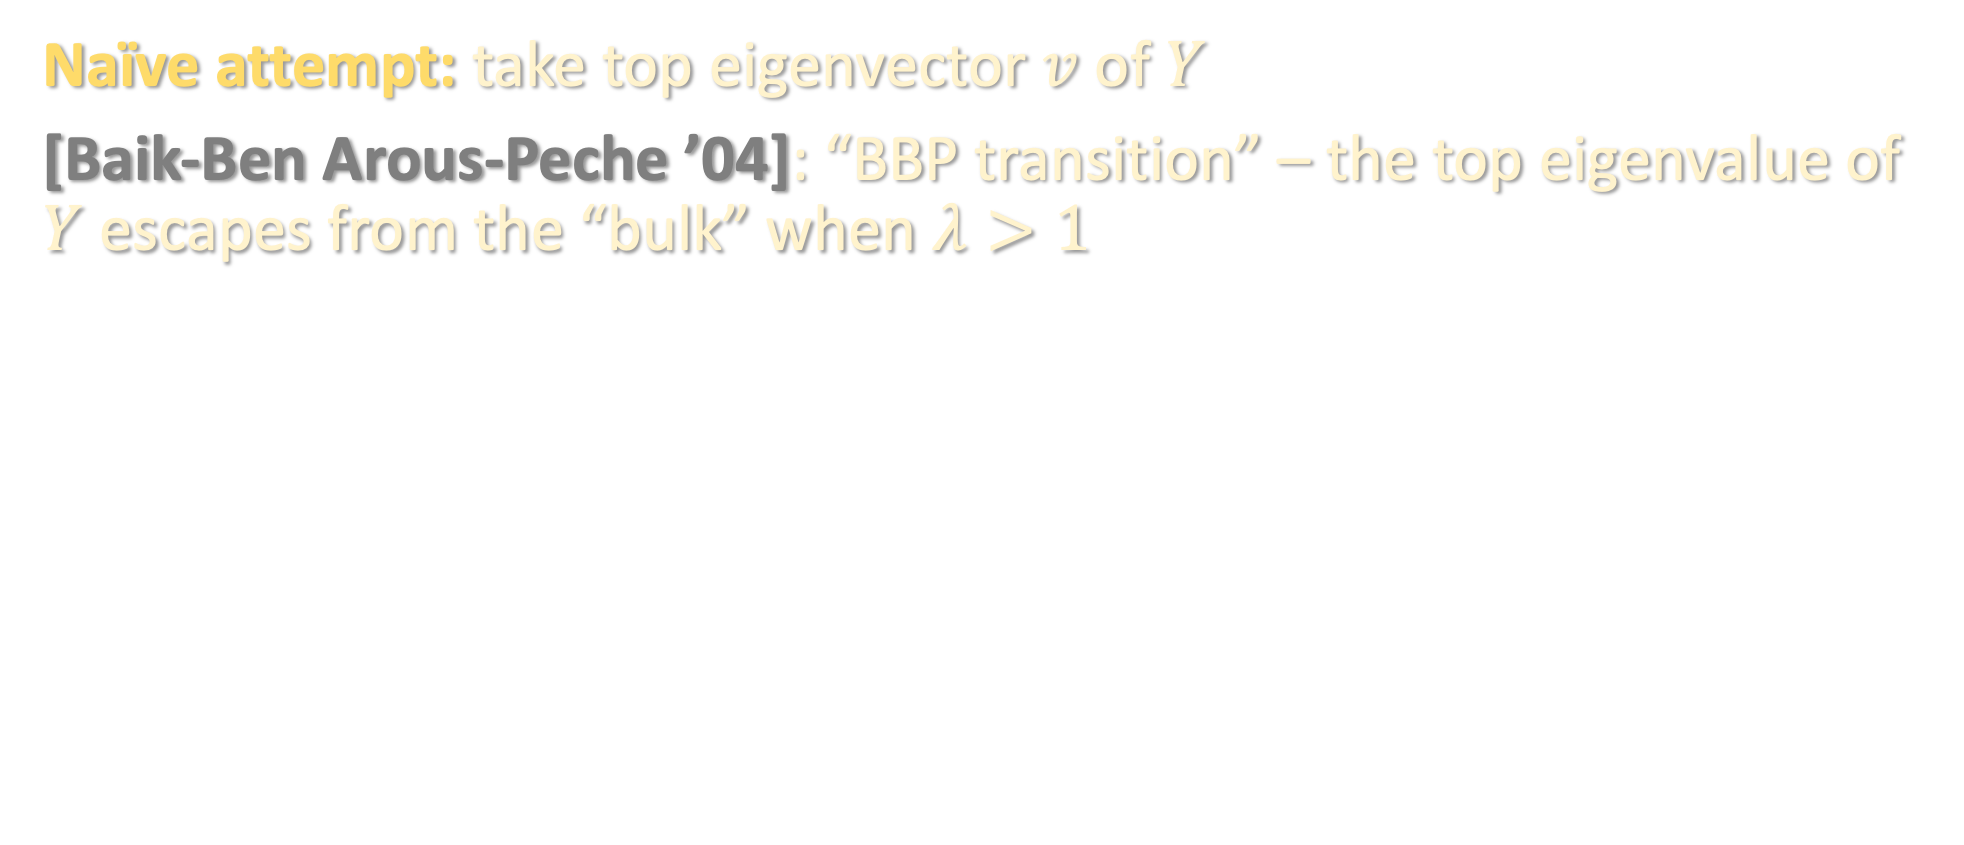 Naïve attempt: take top eigenvector 𝑣 of 𝑌
[Baik-Ben Arous-Peche ’04]: “BBP transition” – the top eigenvalue of
𝑌 escapes from the “bulk” when 𝜆 > 1